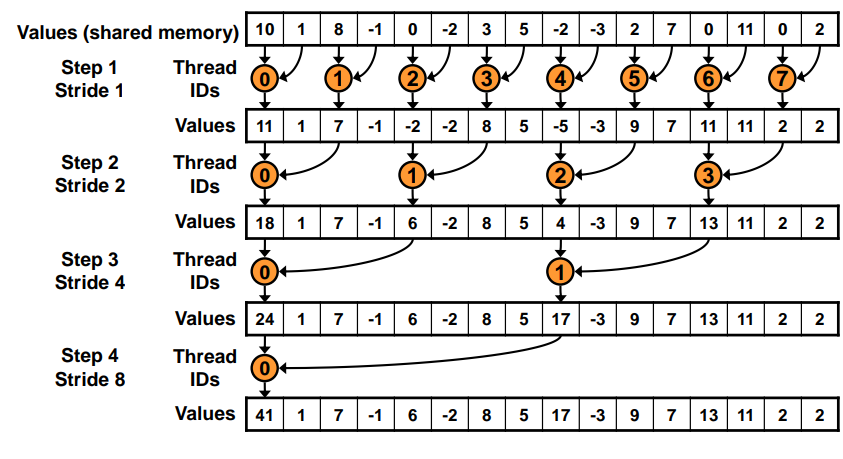 Values (shared memory) 10 1 8 -1 0 -2 3 5 -2 -3 2 7 0 11 0 2
Step 1 Thread
Stride 1 IDs 0 1 2 3 4 5 6 7
Values 11 1 7 -1 -2 -2 8 5 -5 -3 9 7 11 11 2 2
Step 2 Thread
Stride 2 IDs 0 1 2 3
Values 18 1 7 -1 6 -2 8 5 4 -3 9 7 13 11 2 2
Step 3 Thread
Stride 4 IDs 0 1
Values 24 1 7 -1 6 -2 8 5 17 -3 9 7 13 11 2 2
Step 4 Thread
Stride 8 IDs 0
Values 41 1 7 -1 6 -2 8 5 17 -3 9 7 13 11 2 2